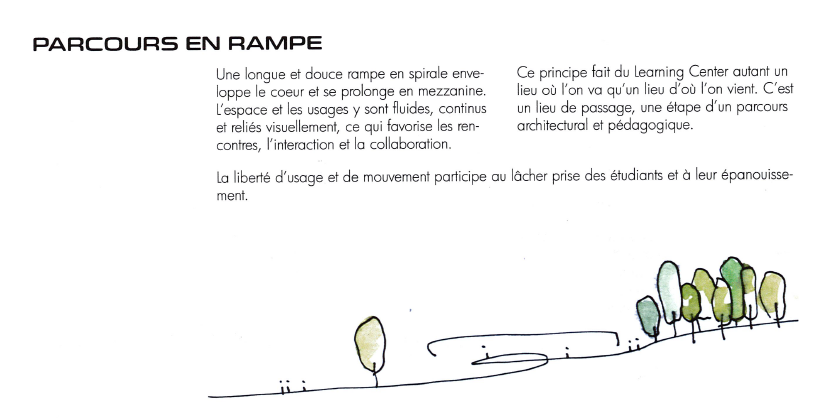 PARCOURS EN RAMPE
Une longue et douce rampe en spirale enve-
loppe le coeur et se prolonge en mezzanine.
L'espace et les usages y sont fluides, continus
et reliés visuellement, ce qui favorise les ren-
contres, l'interaction et la collaboration.
Ce principe fait du Learning Center autant un
lieu où l'on va qu'un lieu d'où l'on vient. C'est
un lieu de passage, une étape d'un parcours
architectural et pédagogique.
La liberté d'usage et de mouvement participe au lâcher prise des étudiants et à leur épanouisse-
ment.